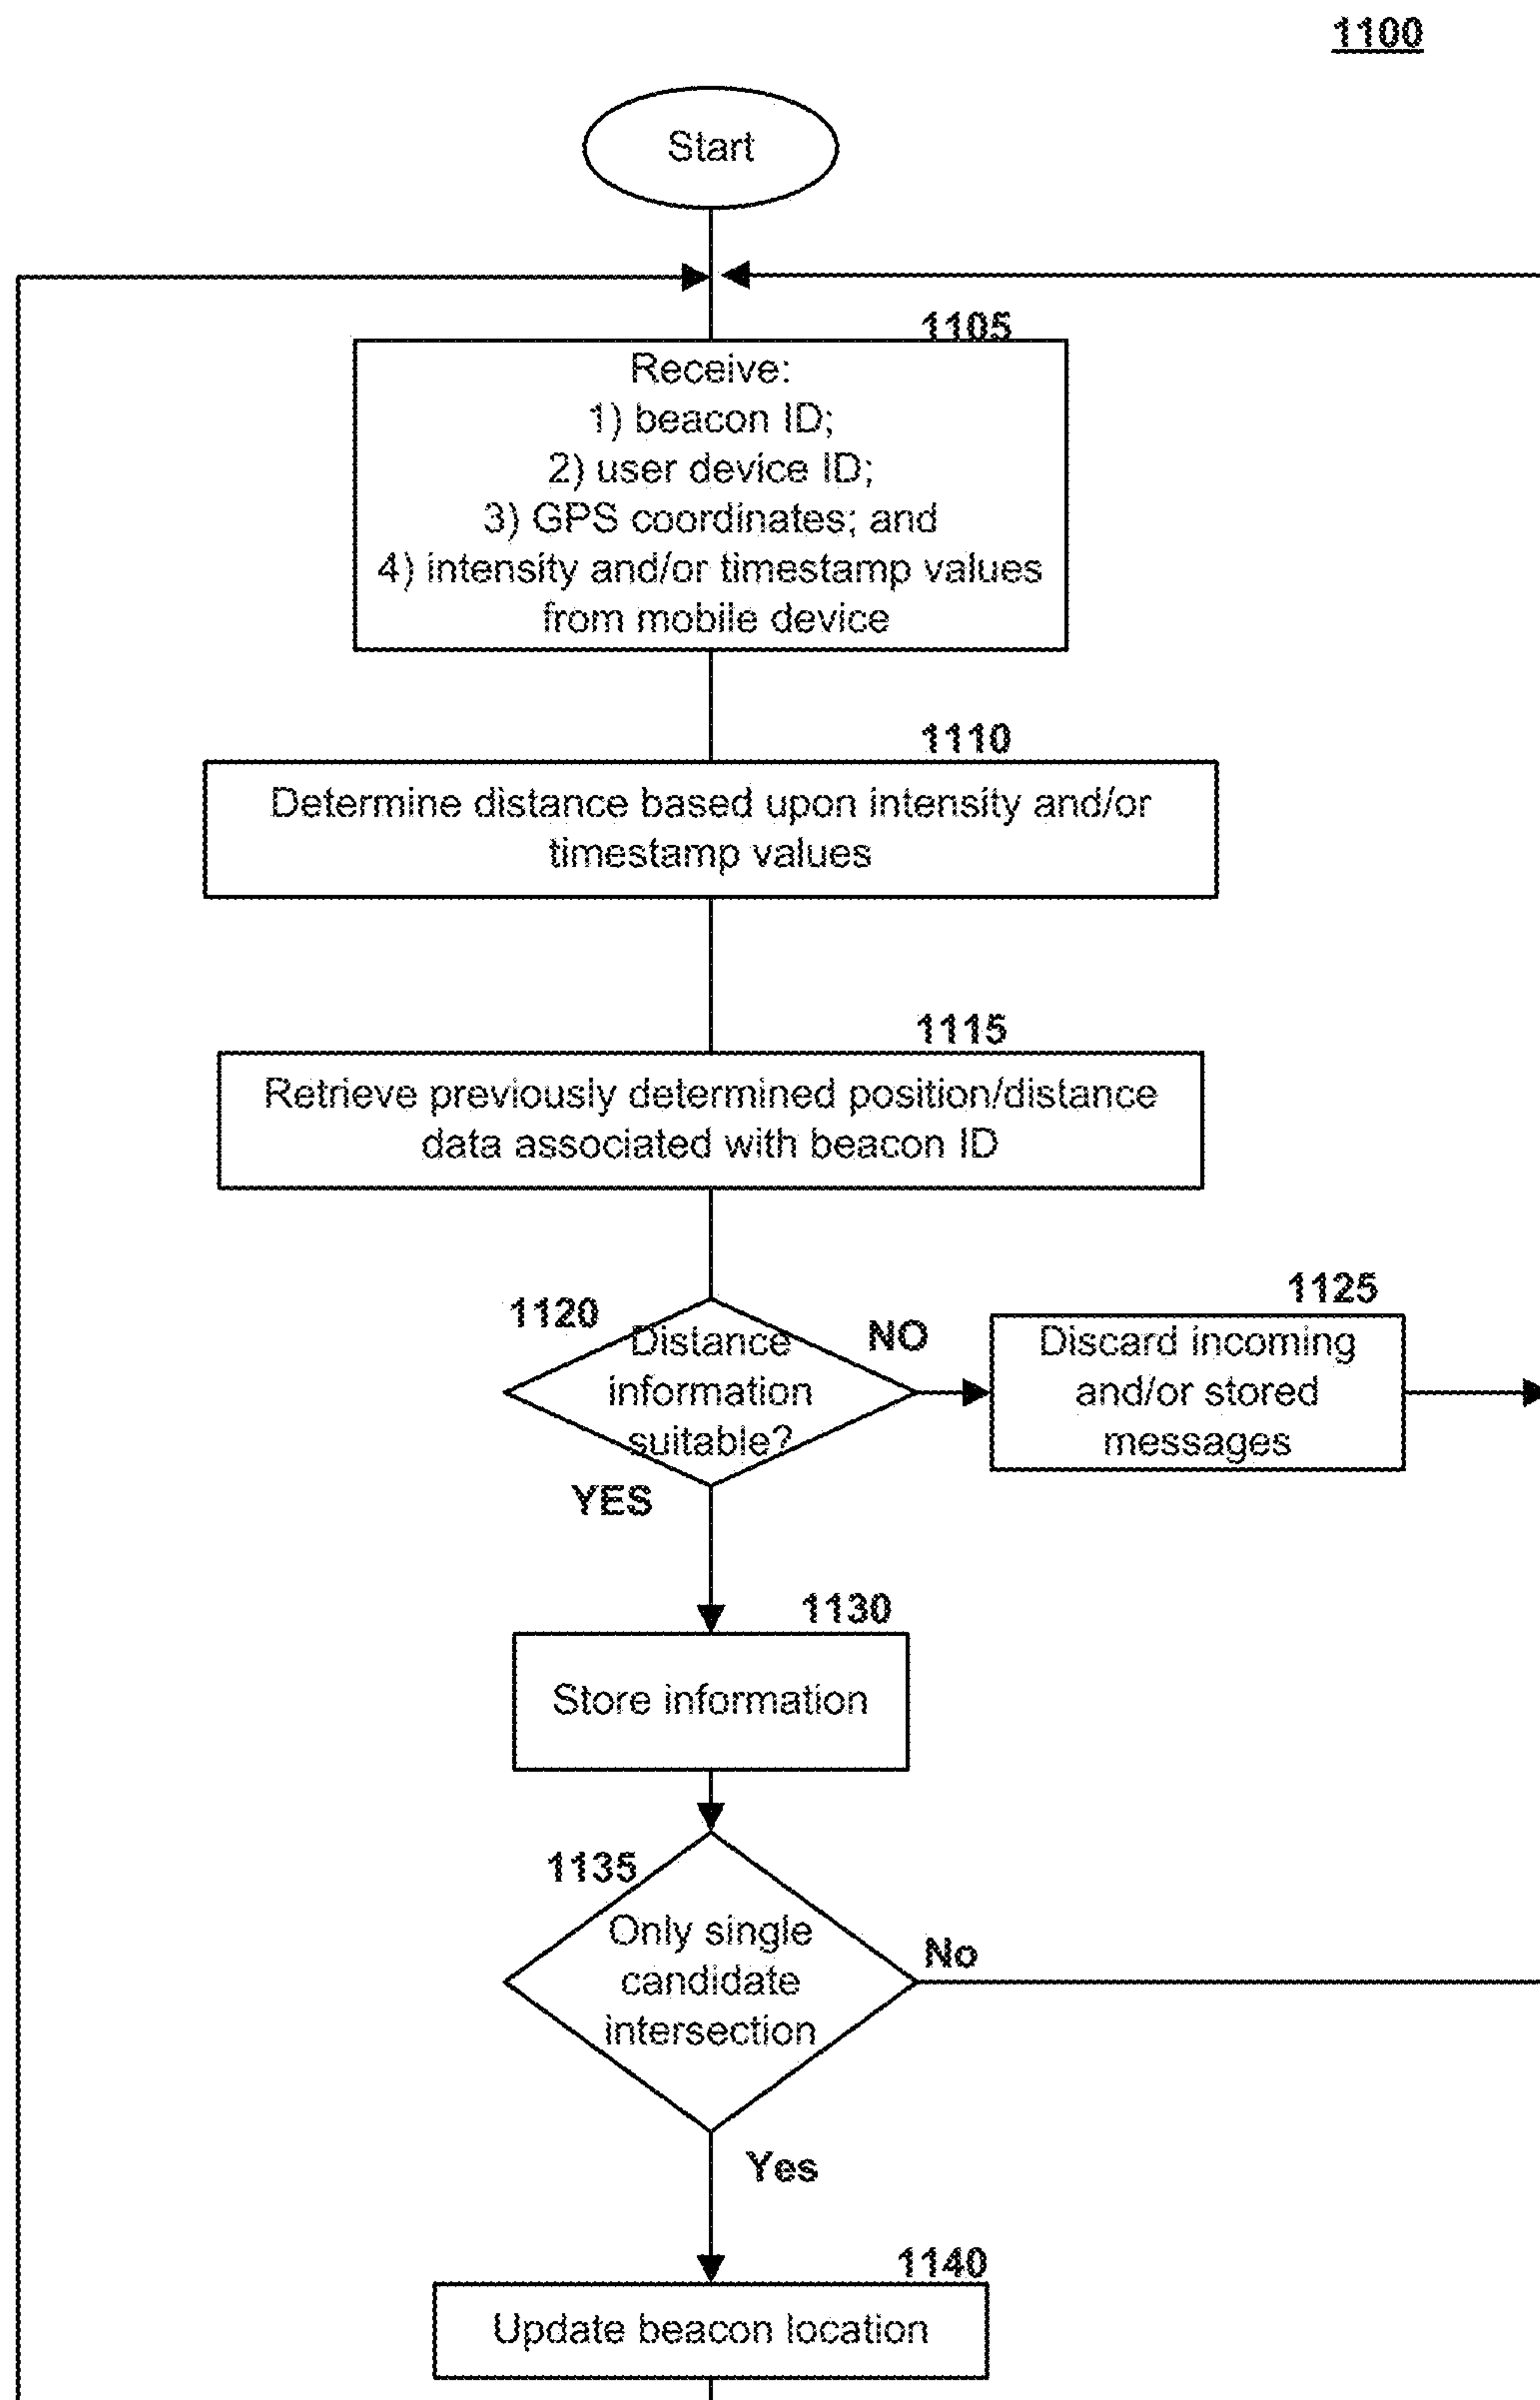 1100
Start
1105
Receive:
1) beacon ID;
2) user device ID;
3) GPS coordinates; and
4) intensity and/or timestamp values
from mobile device
1110
Determine distance based upon intensity and/or
timestamp values
1115
Retrieve previously determined position/distance
data associated with beacon ID
1120
Distance
information
suitable?
NO
1125
Discard incoming
and/or stored
messages
YES
1130
Store information
1135
Only single
candidate
intersection
No
Yes
1140
Update beacon location